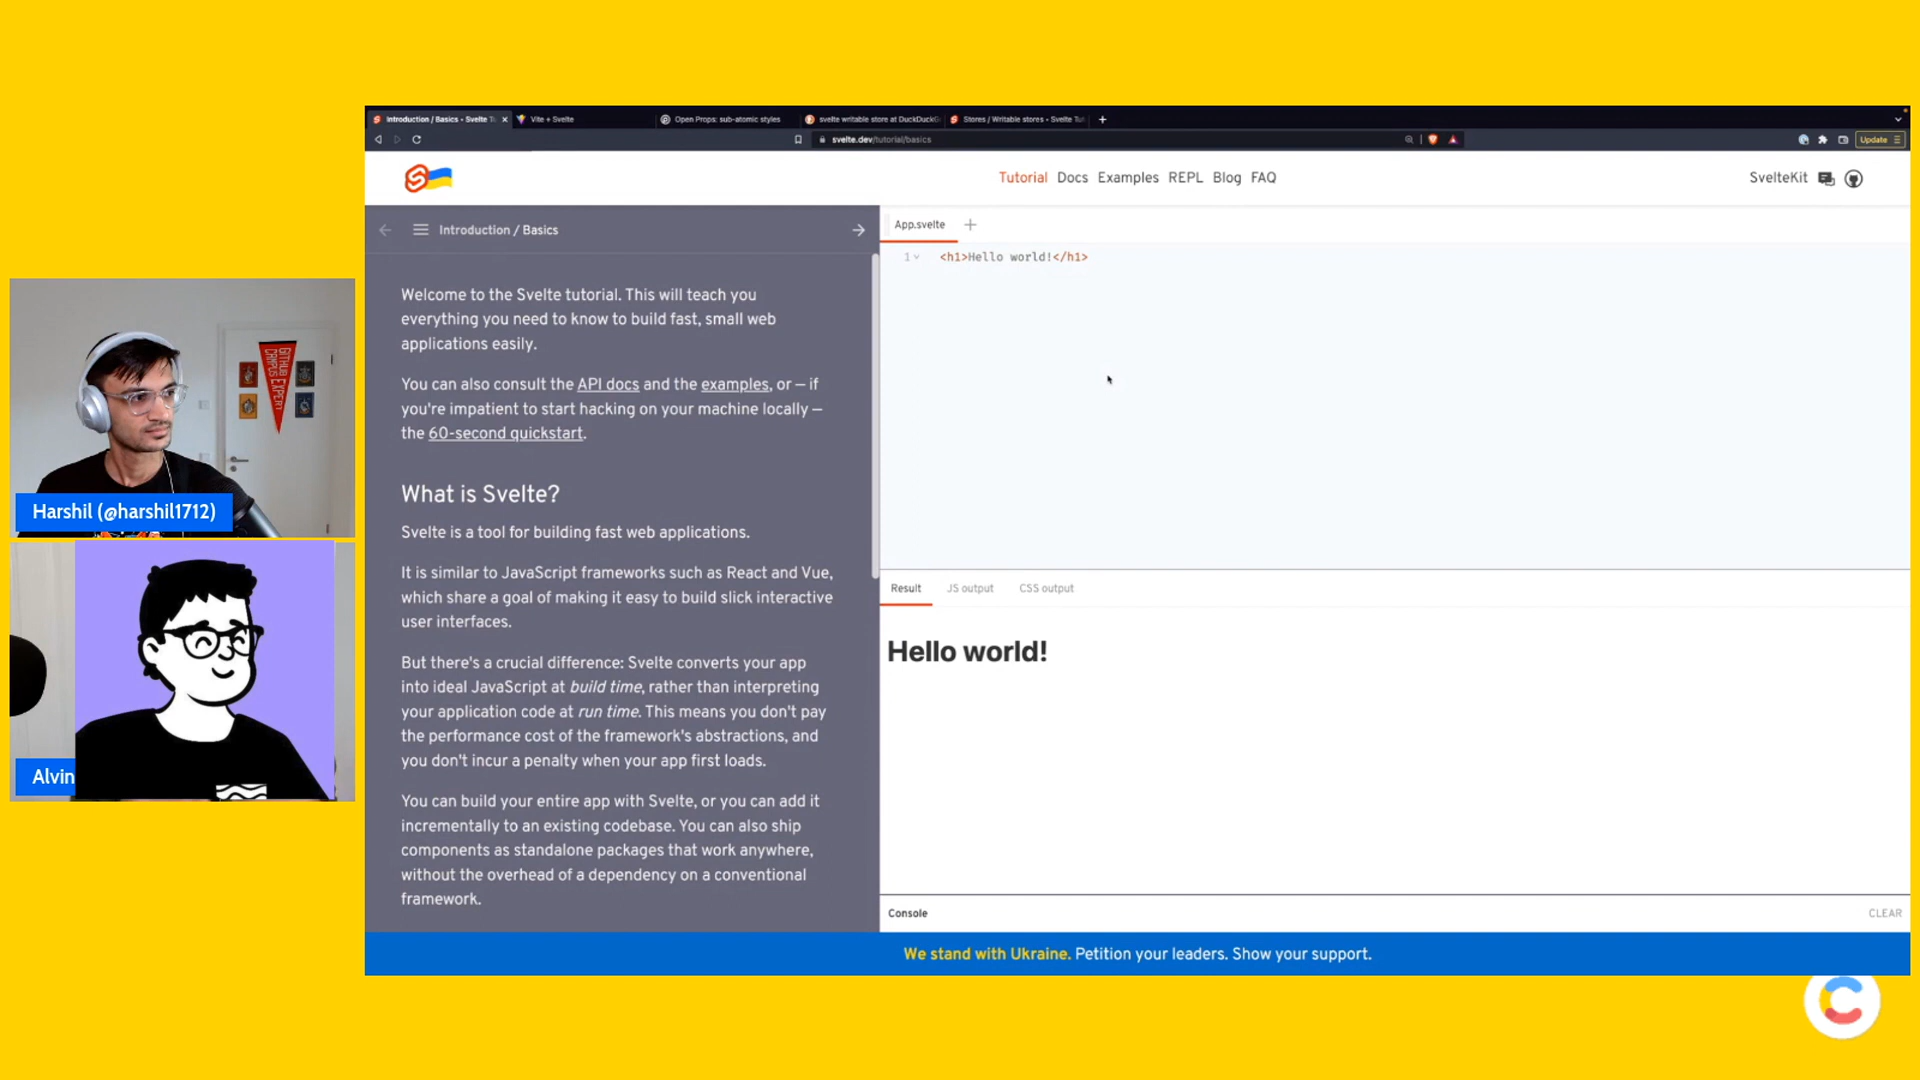 Introduction / Basics • Svelte Tu
Vite + Svelte
Open Props: sub-atomic styles
svelte writable store at DuckDuckG
Stores / Writable stores • Svelte Tut
svelte.dev/tutorial/basics
Update
Tutorial Docs Examples REPL Blog FAQ
SvelteKit
Introduction / Basics
Welcome to the Svelte tutorial. This will teach you
everything you need to know to build fast, small web
applications easily.
You can also consult the API docs and the examples, or — if
you're impatient to start hacking on your machine locally —
the 60-second quickstart.
What is Svelte?
Svelte is a tool for building fast web applications.
It is similar to JavaScript frameworks such as React and Vue,
which share a goal of making it easy to build slick interactive
user interfaces.
But there's a crucial difference: Svelte converts your app
into ideal JavaScript at build time, rather than interpreting
your application code at run time. This means you don't pay
the performance cost of the framework's abstractions, and
you don't incur a penalty when your app first loads.
You can build your entire app with Svelte, or you can add it
incrementally to an existing codebase. You can also ship
components as standalone packages that work anywhere,
without the overhead of a dependency on a conventional
framework.
App.svelte
1 <h1>Hello world!</h1>
Result JS output CSS output
Hello world!
Console
CLEAR
We stand with Ukraine. Petition your leaders. Show your support.
GITHUB
CAMPUS EXPERT
Harshil (@harshil1712)
Alvin